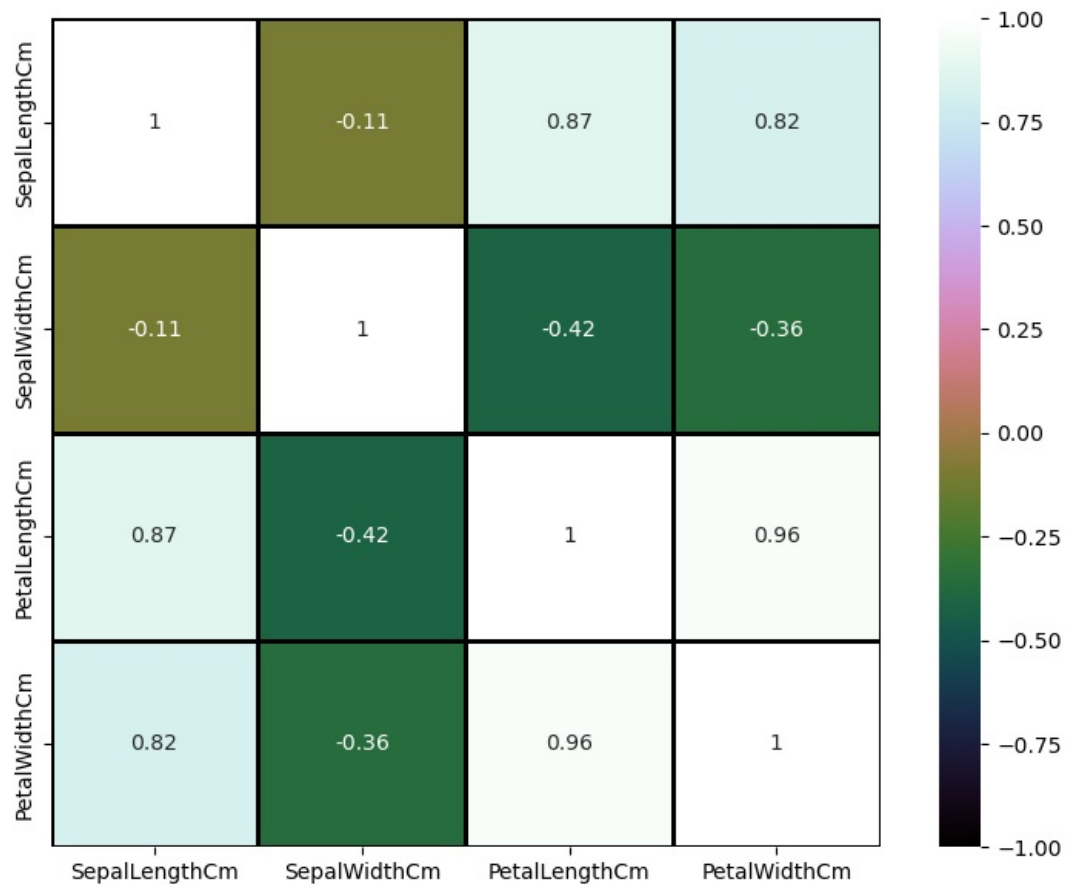 SepalLengthCm 1 -0.11 0.87 0.82
SepalWidthCm -0.11 1 -0.42 -0.36
PetalLengthCm 0.87 -0.42 1 0.96
PetalWidthCm 0.82 -0.36 0.96 1
SepalLengthCm SepalWidthCm PetalLengthCm PetalWidthCm
1.00
0.75
0.50
0.25
0.00
−0.25
−0.50
−0.75
−1.00